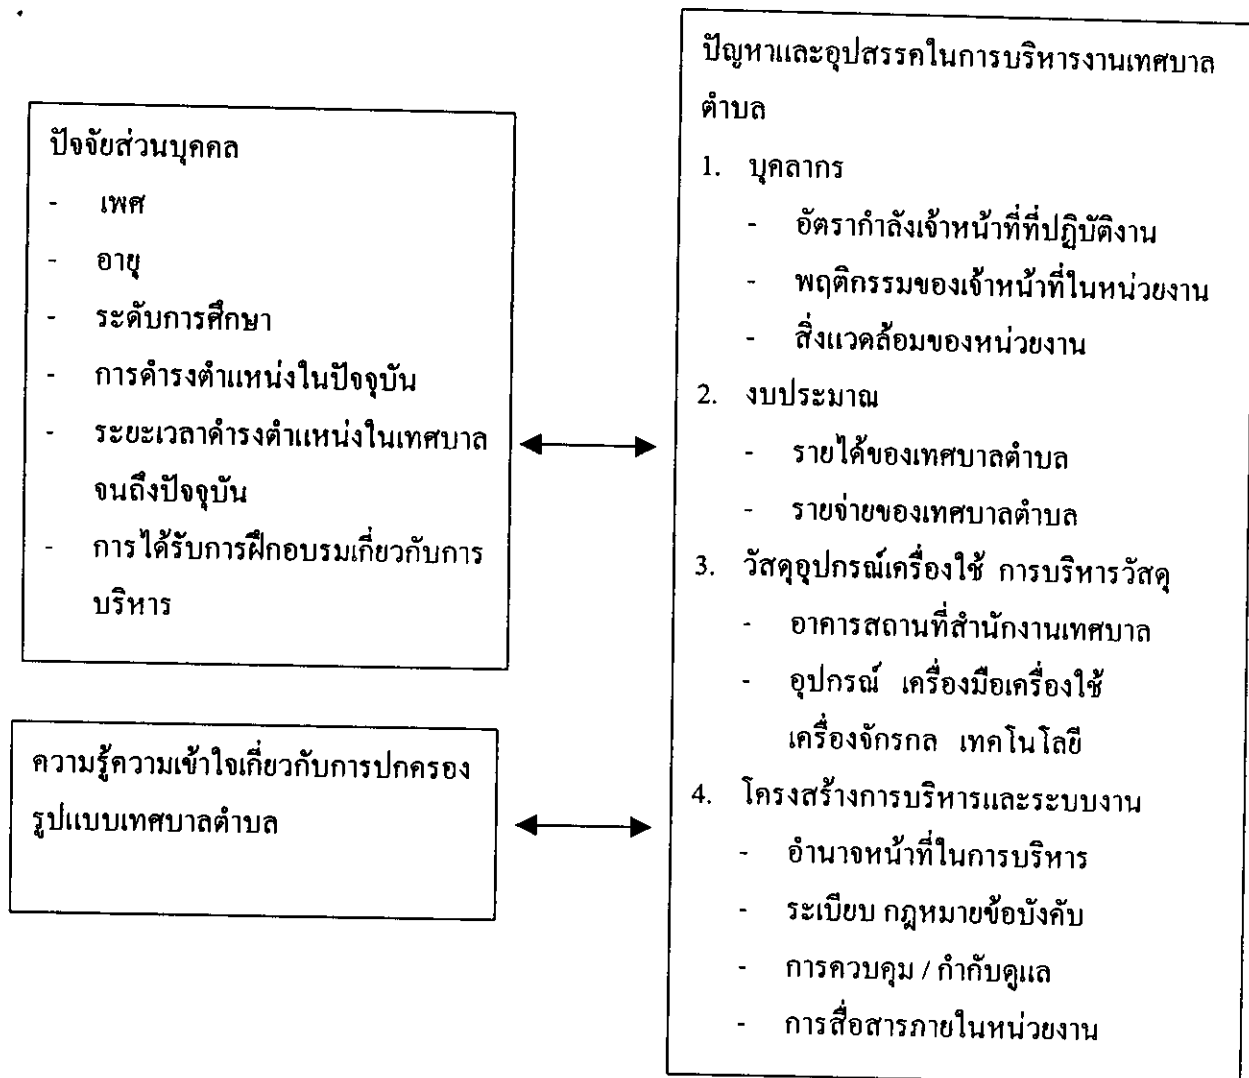 ปัจจัยส่วนบุคคล
- เพศ
- อายุ
- ระดับการศึกษา
- การดำรงตำแหน่งในปัจจุบัน
- ระยะเวลาดำรงตำแหน่งในเทศบาล
จนถึงปัจจุบัน
- การได้รับการฝึกอบรมเกี่ยวกับการ
บริหาร
ความรู้ความเข้าใจเกี่ยวกับการปกครอง
รูปแบบเทศบาลตำบล
ปัญหาและอุปสรรคในการบริหารงานเทศบาล
ตำบล
1. บุคลากร
- อัตรากำลังเจ้าหน้าที่ที่ปฏิบัติงาน
- พฤติกรรมของเจ้าหน้าที่ในหน่วยงาน
- สิ่งแวดล้อมของหน่วยงาน
2. งบประมาณ
- รายได้ของเทศบาลตำบล
- รายจ่ายของเทศบาลตำบล
3. วัสดุอุปกรณ์เครื่องใช้ การบริหารวัสดุ
- อาคารสถานที่สำนักงานเทศบาล
- อุปกรณ์ เครื่องมือเครื่องใช้
เครื่องจักรกล เทคโนโลยี
4. โครงสร้างการบริหารและระบบงาน
- อำนาจหน้าที่ในการบริหาร
- ระเบียบ กฎหมายข้อบังคับ
- การควบคุม / กำกับดูแล
- การสื่อสารภายในหน่วยงาน